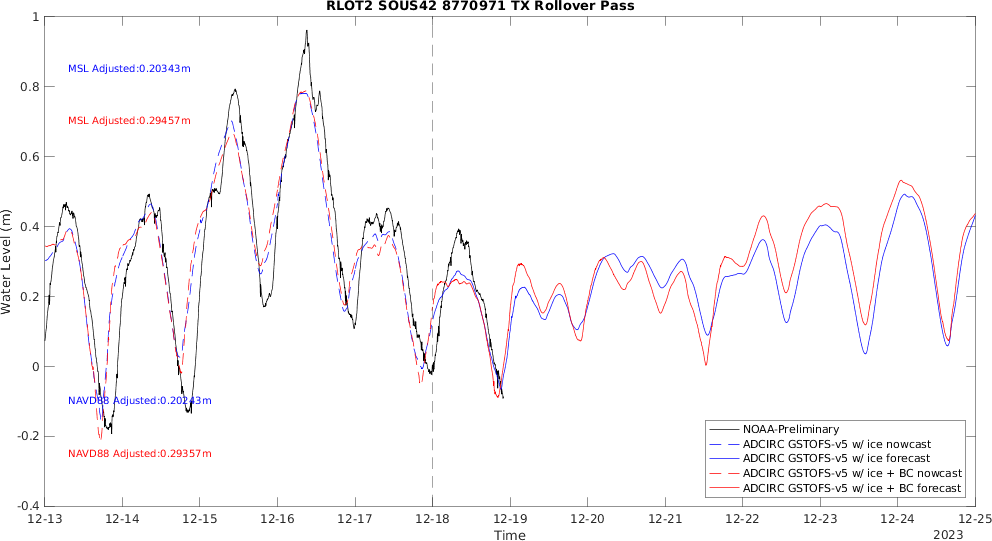 RLOT2 SOUS42 8770971 TX Rollover Pass
1
0.8
0.6
0.4
0.2
0
-0.2
-0.4
Water Level (m)
MSL Adjusted:0.20343m
MSL Adjusted:0.29457m
NAVD88 Adjusted:0.20243m
NAVD88 Adjusted:0.29357m
NOAA-Preliminary
ADCIRC GSTOFS-v5 w/ ice nowcast
ADCIRC GSTOFS-v5 w/ ice forecast
ADCIRC GSTOFS-v5 w/ ice + BC nowcast
ADCIRC GSTOFS-v5 w/ ice + BC forecast
12-13 12-14 12-15 12-16 12-17 12-18 12-19 12-20 12-21 12-22 12-23 12-24 12-25
Time
2023